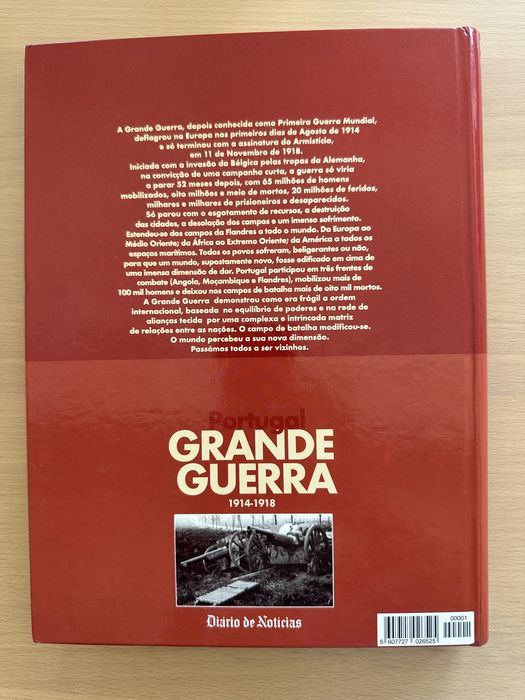 A Grande Guerra, depois conhecida como Primeira Guerra Mundial,
deflagrou na Europa nos primeiros dias de Agosto de 1914
e só terminou com a assinatura do Armistício,
em 11 de Novembro de 1918.
Iniciada com a invasão da Bélgica pelas tropas da Alemanha,
na convicção de uma campanha curta, a guerra só viria
a parar 52 meses depois, com 65 milhões de homens
mobilizados, oito milhões e meio de mortos, 20 milhões de feridos,
milhares e milhares de prisioneiros e desaparecidos.
Só parou com o esgotamento de recursos, a destruição
das cidades, a desolação dos campos e um imenso sofrimento.
Estendeu-se dos campos da Flandres a todo o mundo. Da Europa ao
Médio Oriente; da África ao Extremo Oriente; da América a todos os
espaços marítimos. Todos os povos sofreram, beligerantes ou não,
para que um mundo, supostamente novo, fosse edificado em cima de
uma imensa dimensão de dor. Portugal participou em três frentes de
combate (Angola, Moçambique e Flandres), mobilizou mais de
100 mil homens e deixou nos campos de batalha mais de oito mil mortos.
A Grande Guerra demonstrou como era frágil a ordem
internacional, baseada no equilíbrio de poderes e na rede de
alianças tecida por uma complexa e intrincada matriz
de relações entre as nações. O campo de batalha modificou-se.
O mundo percebeu a sua nova dimensão.
Passámos todos a ser vizinhos.
Portugal
GRANDE
GUERRA
1914-1918
Diário de Notícias
00001
5 607727 026525